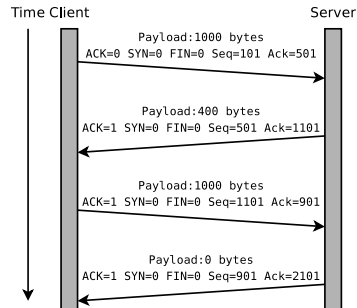 Time Client Server
Payload:1000 bytes
ACK=0 SYN=0 FIN=0 Seq=101 Ack=501
Payload:400 bytes
ACK=1 SYN=0 FIN=0 Seq=501 Ack=1101
Payload:1000 bytes
ACK=1 SYN=0 FIN=0 Seq=1101 Ack=901
Payload:0 bytes
ACK=1 SYN=0 FIN=0 Seq=901 Ack=2101